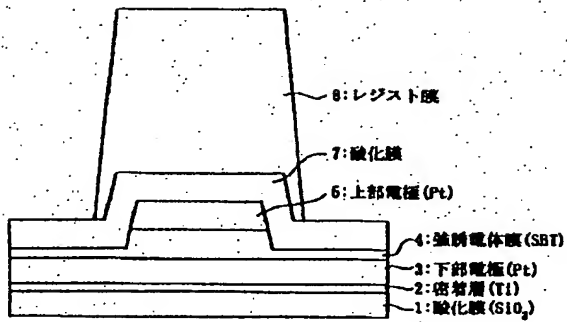 8:レジスト膜
7:酸化膜
5:上部電極(Pt)
4:強誘電体膜(SBT)
3:下部電極(Pt)
2:密着層(Ti)
1:酸化膜(SiO₂)